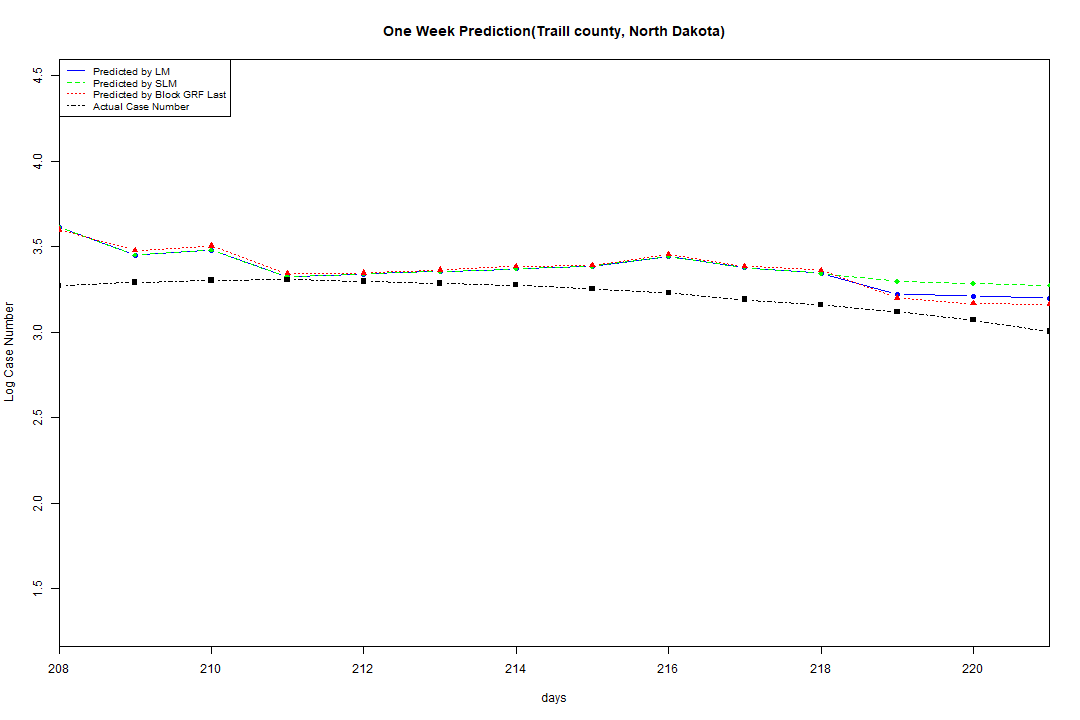 One Week Prediction(Traill county, North Dakota)
Predicted by LM
Predicted by SLM
Predicted by Block GRF Last
Actual Case Number
4.5
4.0
3.5
3.0
2.5
2.0
1.5
Log Case Number
208 210 212 214 216 218 220
days